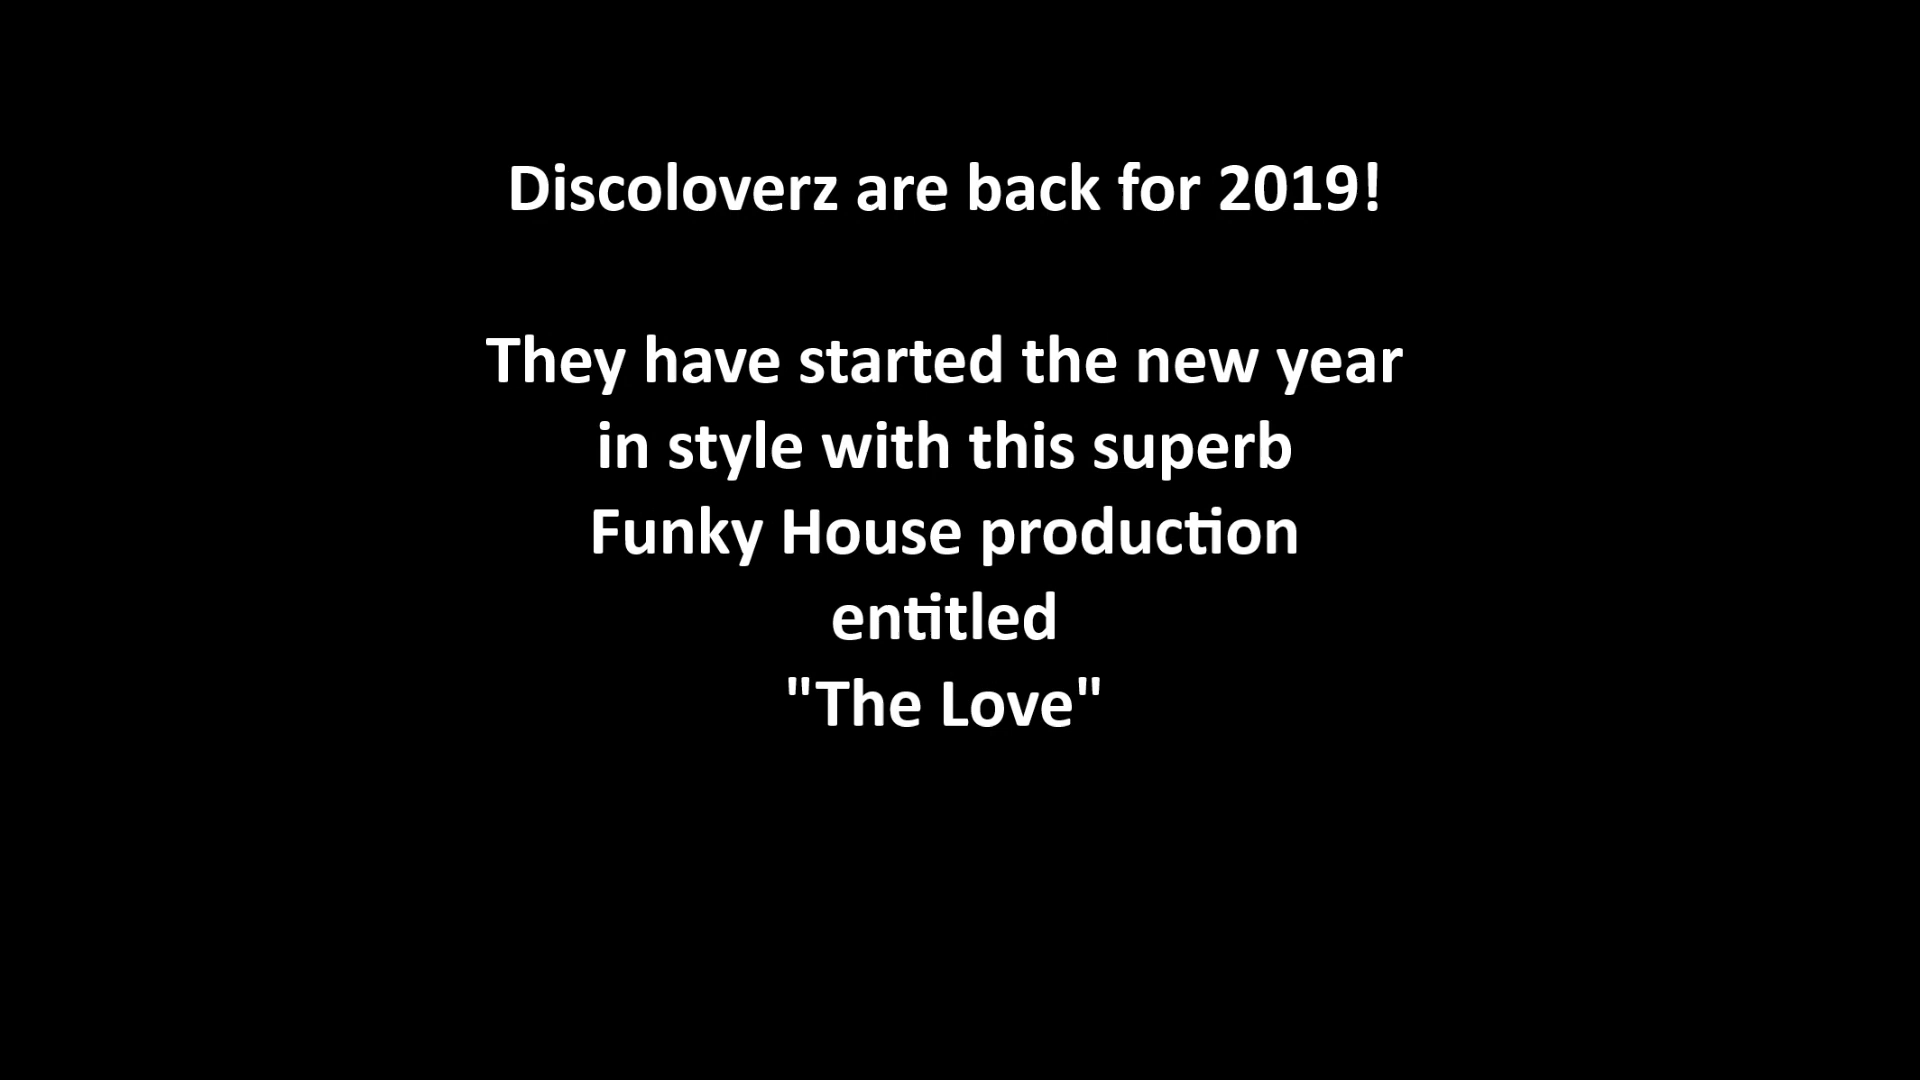 Discoloverz are back for 2019!
They have started the new year
in style with this superb
Funky House production
entitled
"The Love"